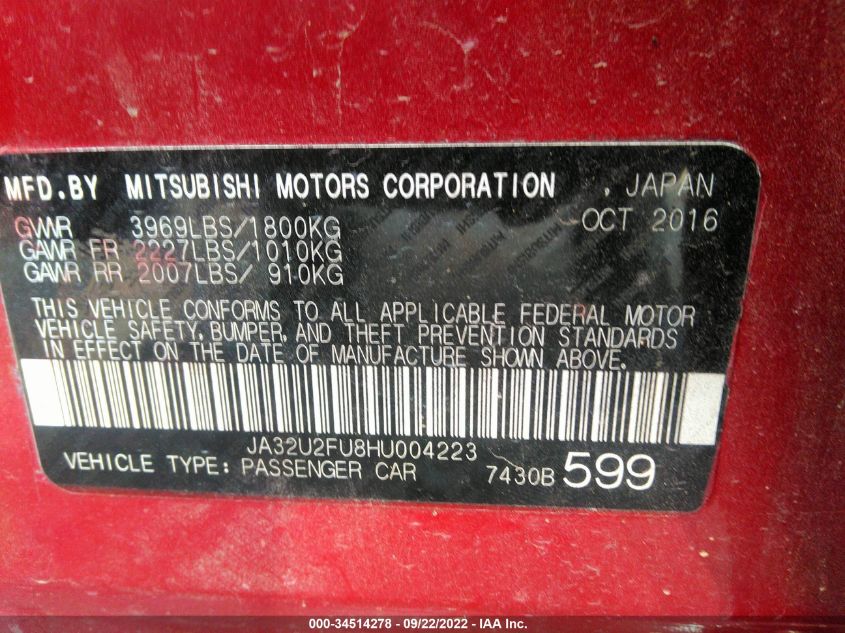 MFD.BY MITSUBISHI MOTORS CORPORATION , JAPAN
GVWR 3969LBS/1800KG OCT 2016
GAWR FR 2227LBS/1010KG
GAWR RR 2007LBS/ 910KG
THIS VEHICLE CONFORMS TO ALL APPLICABLE FEDERAL MOTOR
VEHICLE SAFETY, BUMPER, AND THEFT PREVENTION STANDARDS
IN EFFECT ON THE DATE OF MANUFACTURE SHOWN ABOVE.
JA32U2FU8HU004223
VEHICLE TYPE: PASSENGER CAR 7430B 599
000-34514278 - 09/22/2022 - IAA Inc.